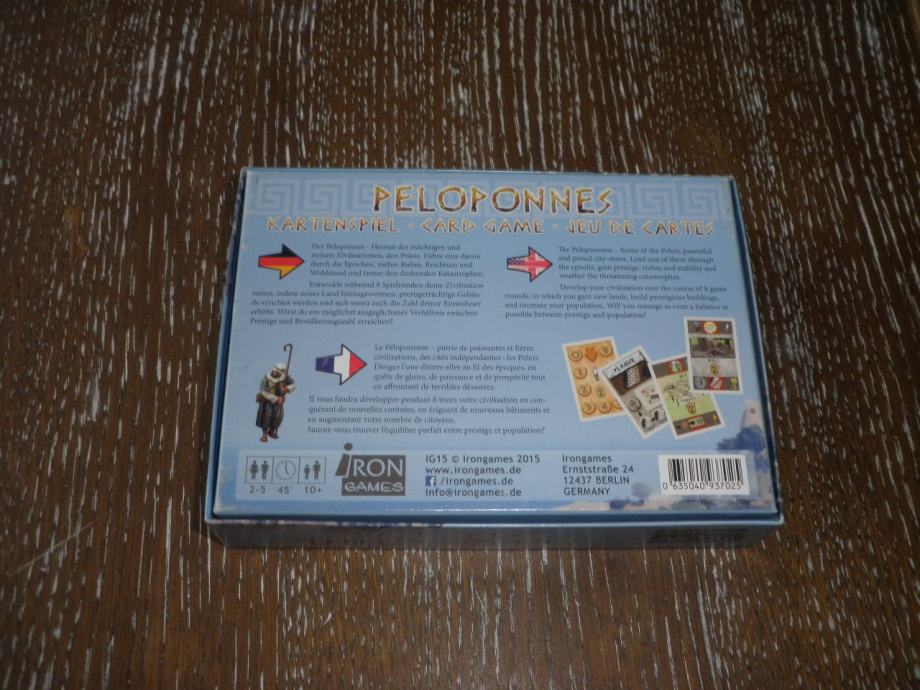 PELOPONNES
KARTENSPIEL · CARD GAME · JEU DE CARTES
Der Peloponnes – Heimat der mächtigen und
stolzen Zivilisationen, den Poleis. Führe eine davon
durch die Epochen, mehre Ruhm, Reichtum und
Wohlstand und trotze den drohenden Katastrophen.
Entwickle während 8 Spielrunden deine Zivilisation
weiter, indem neues Land hinzugewonnen, prestigeträchtige Gebäu-
de errichtet werden und sich somit auch die Zahl deiner Einwohner
erhöht. Wirst du ein möglichst ausgeglichenes Verhältnis zwischen
Prestige und Bevölkerungszahl erreichen?
The Peloponnese – home of the Poleis, powerful
and proud city-states. Lead one of them through
the epochs, gain prestige, riches and stability and
weather the threatening catastrophes.
Develop your civilization over the course of 8 game
rounds, in which you gain new lands, build prestigious buildings,
and increase your population. Will you manage as even a balance as
possible between prestige and population?
Le Péloponnèse – patrie de puissantes et fières
civilisations, des cités indépendantes : les Poleis.
Dirigez l'une d'entre elles au fil des époques, en
quête de gloire, de puissance et de prospérité tout
en affrontant de terribles désastres.
Il vous faudra développer pendant 8 tours votre civilisation en con-
quérant de nouvelles contrées, en érigeant de nouveaux bâtiments et
en augmentant votre nombre de citoyens.
Saurez-vous trouver l'équilibre parfait entre prestige et population?
PLAGUE
2-5 45' 10+
IRON
GAMES
IG15 © Irongames 2015
www.irongames.de
f /irongames.de
info@irongames.de
Irongames
Ernststraße 24
12437 BERLIN
GERMANY
0 635040 937025